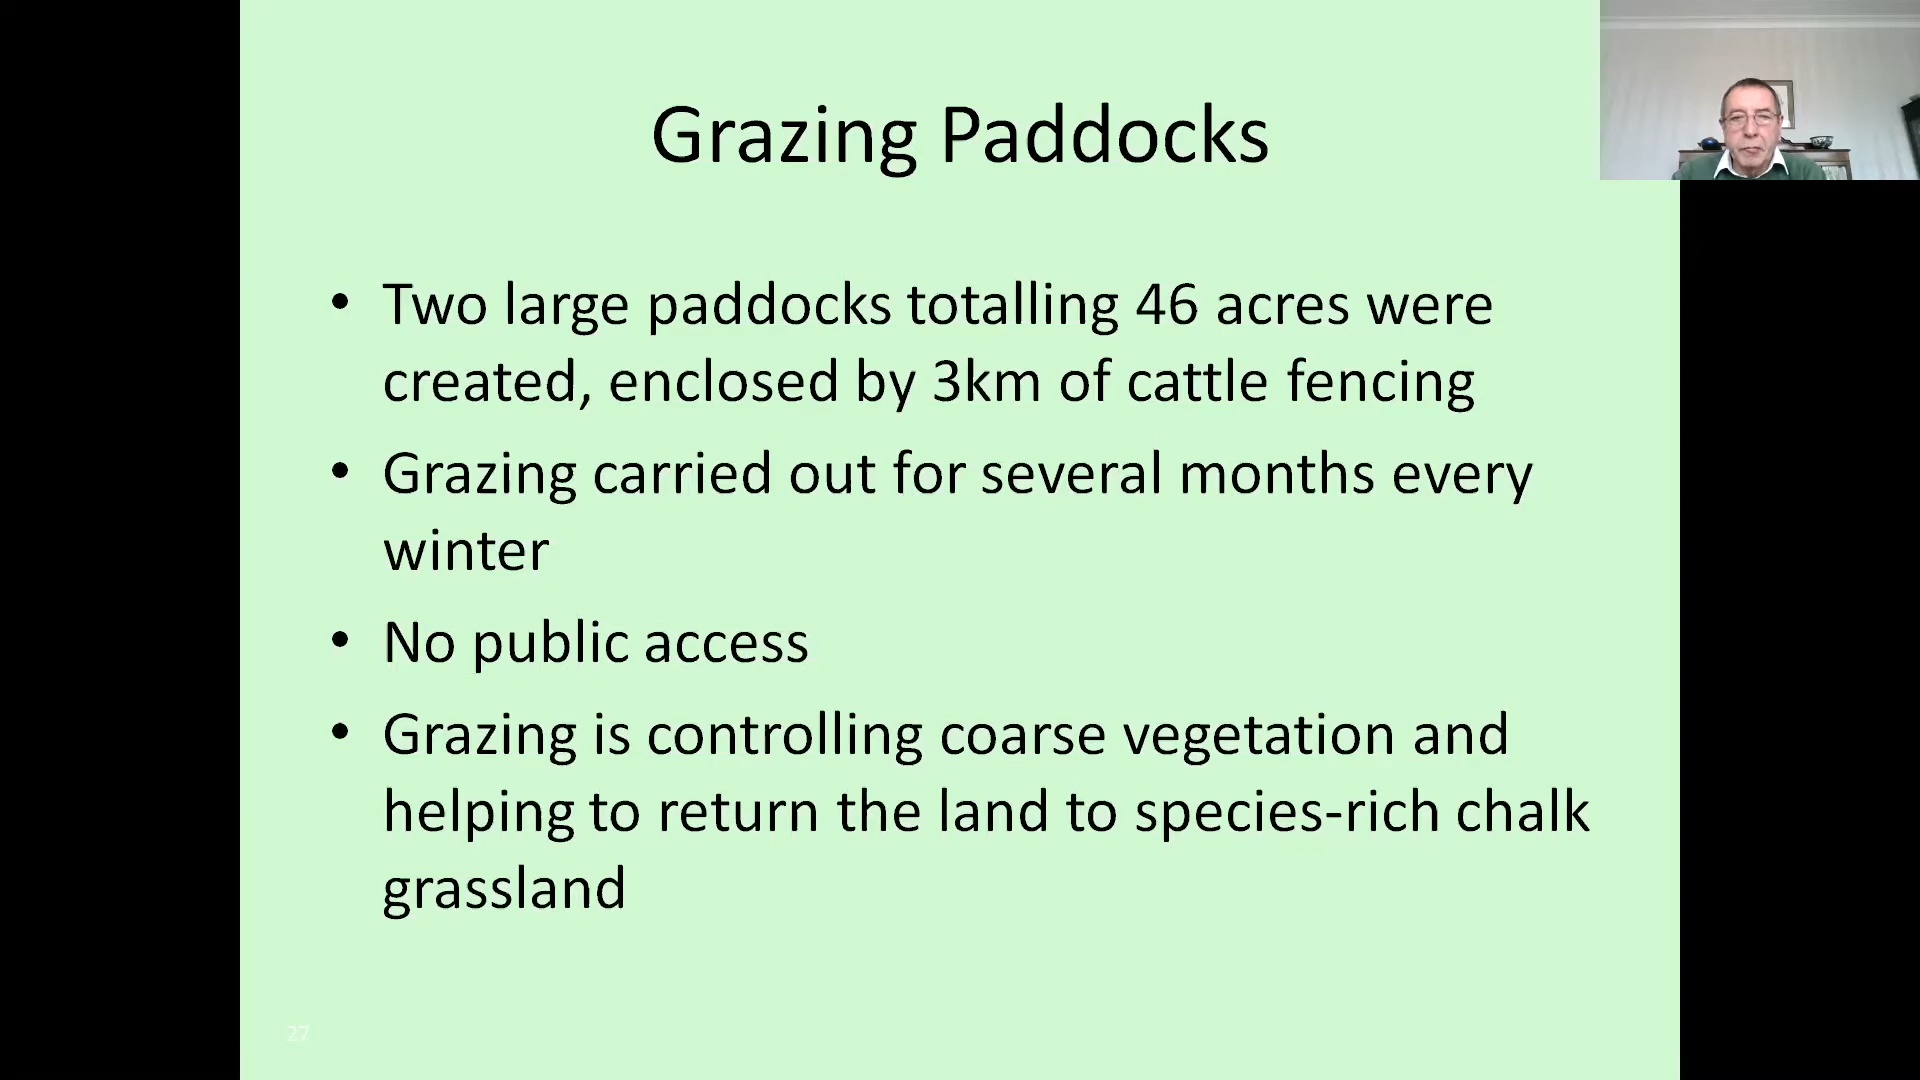 Grazing Paddocks
• Two large paddocks totalling 46 acres were
created, enclosed by 3km of cattle fencing
• Grazing carried out for several months every
winter
• No public access
• Grazing is controlling coarse vegetation and
helping to return the land to species-rich chalk
grassland
27